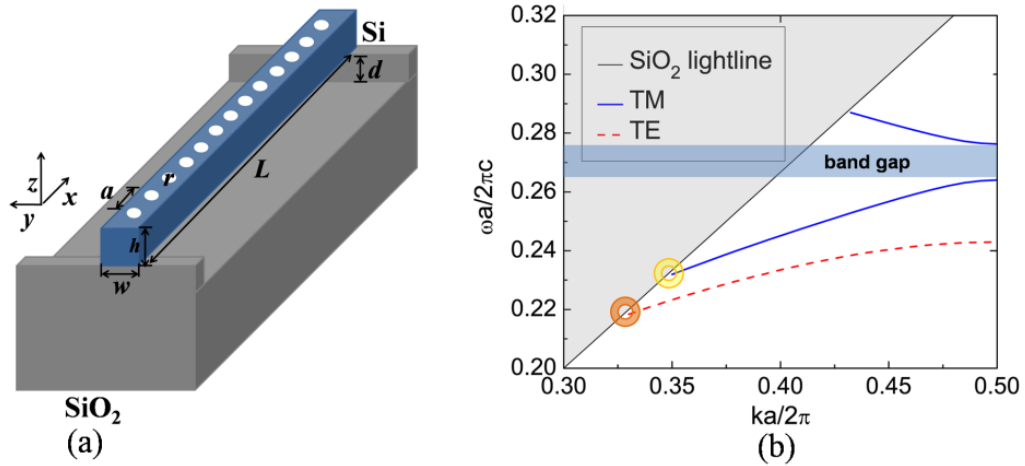 Si
d
L
r
a
z
x
y
h
w
SiO₂
(a)
0.32
0.30
0.28
0.26
0.24
0.22
0.20
ωa/2πc
SiO₂ lightline
TM
TE
band gap
0.30 0.35 0.40 0.45 0.50
ka/2π
(b)